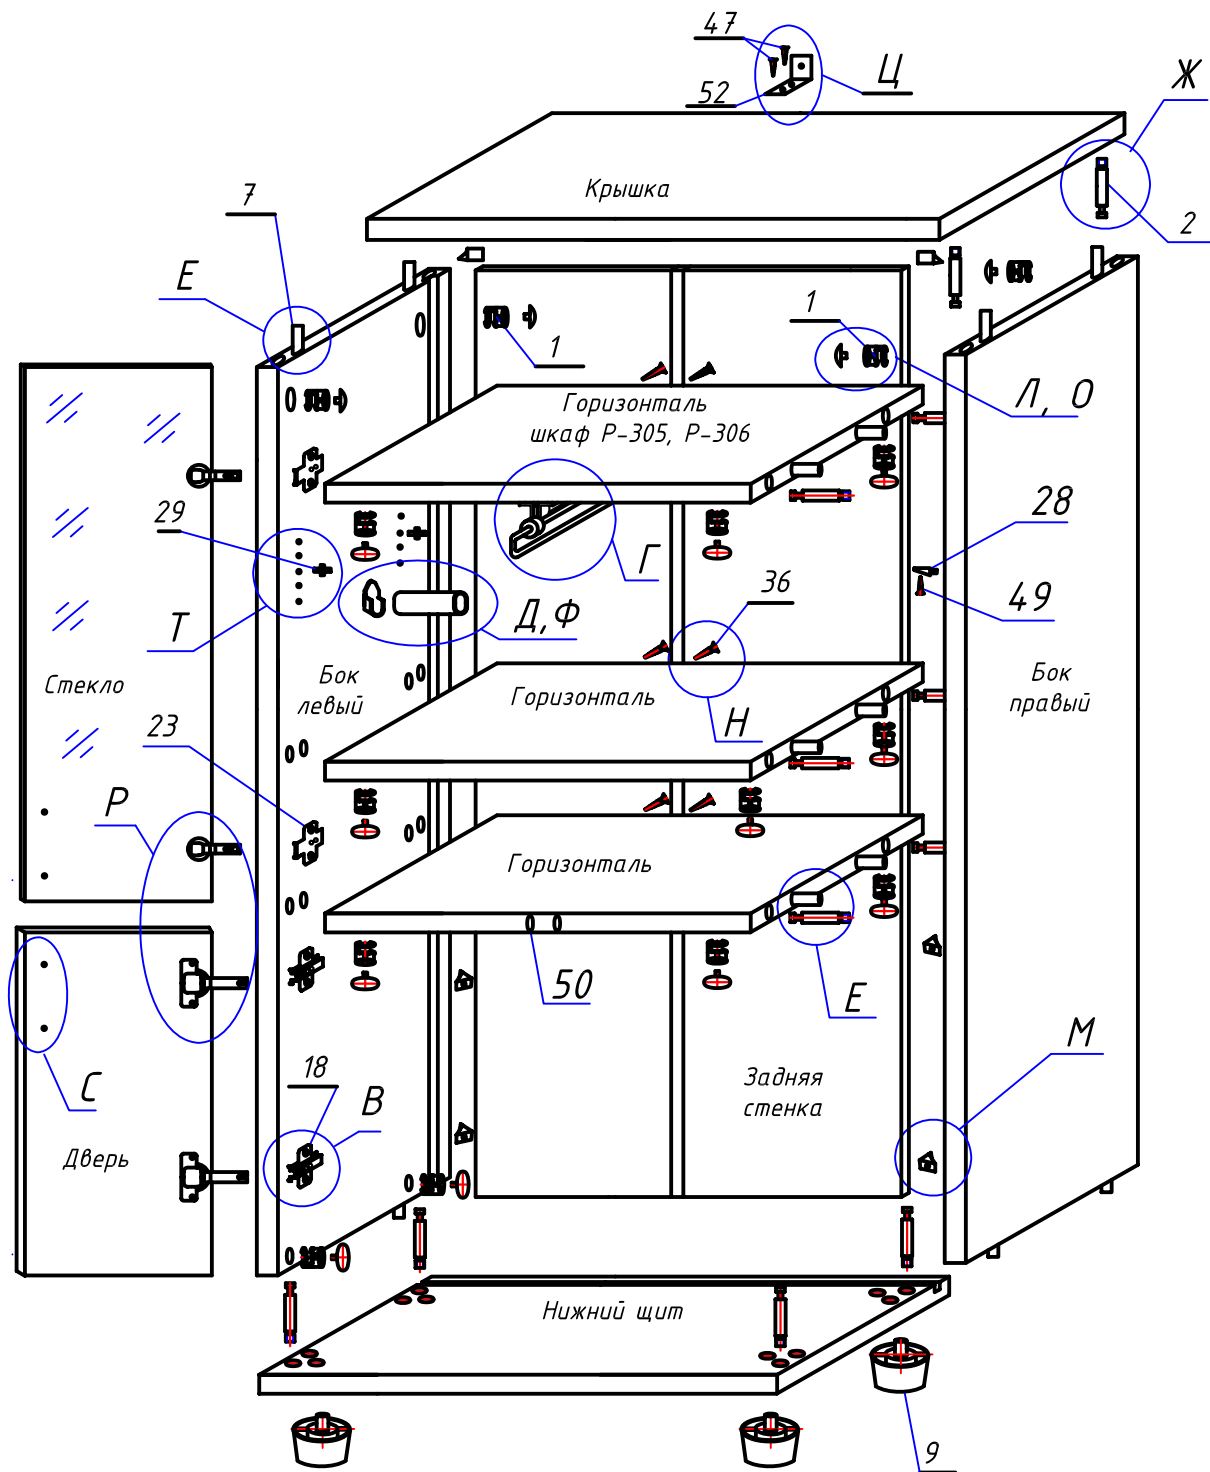 47
Ц
52
Ж
Крышка
7
2
Е
1
1
Л, О
Горизонталь
шкаф Р-305, Р-306
29
28
Г
36
49
Т
Д,Ф
Стекло
Бок
левый
Горизонталь
Бок
правый
23
Н
Р
Горизонталь
50
Е
М
С
18
В
Задняя
стенка
Дверь
Нижний щит
9